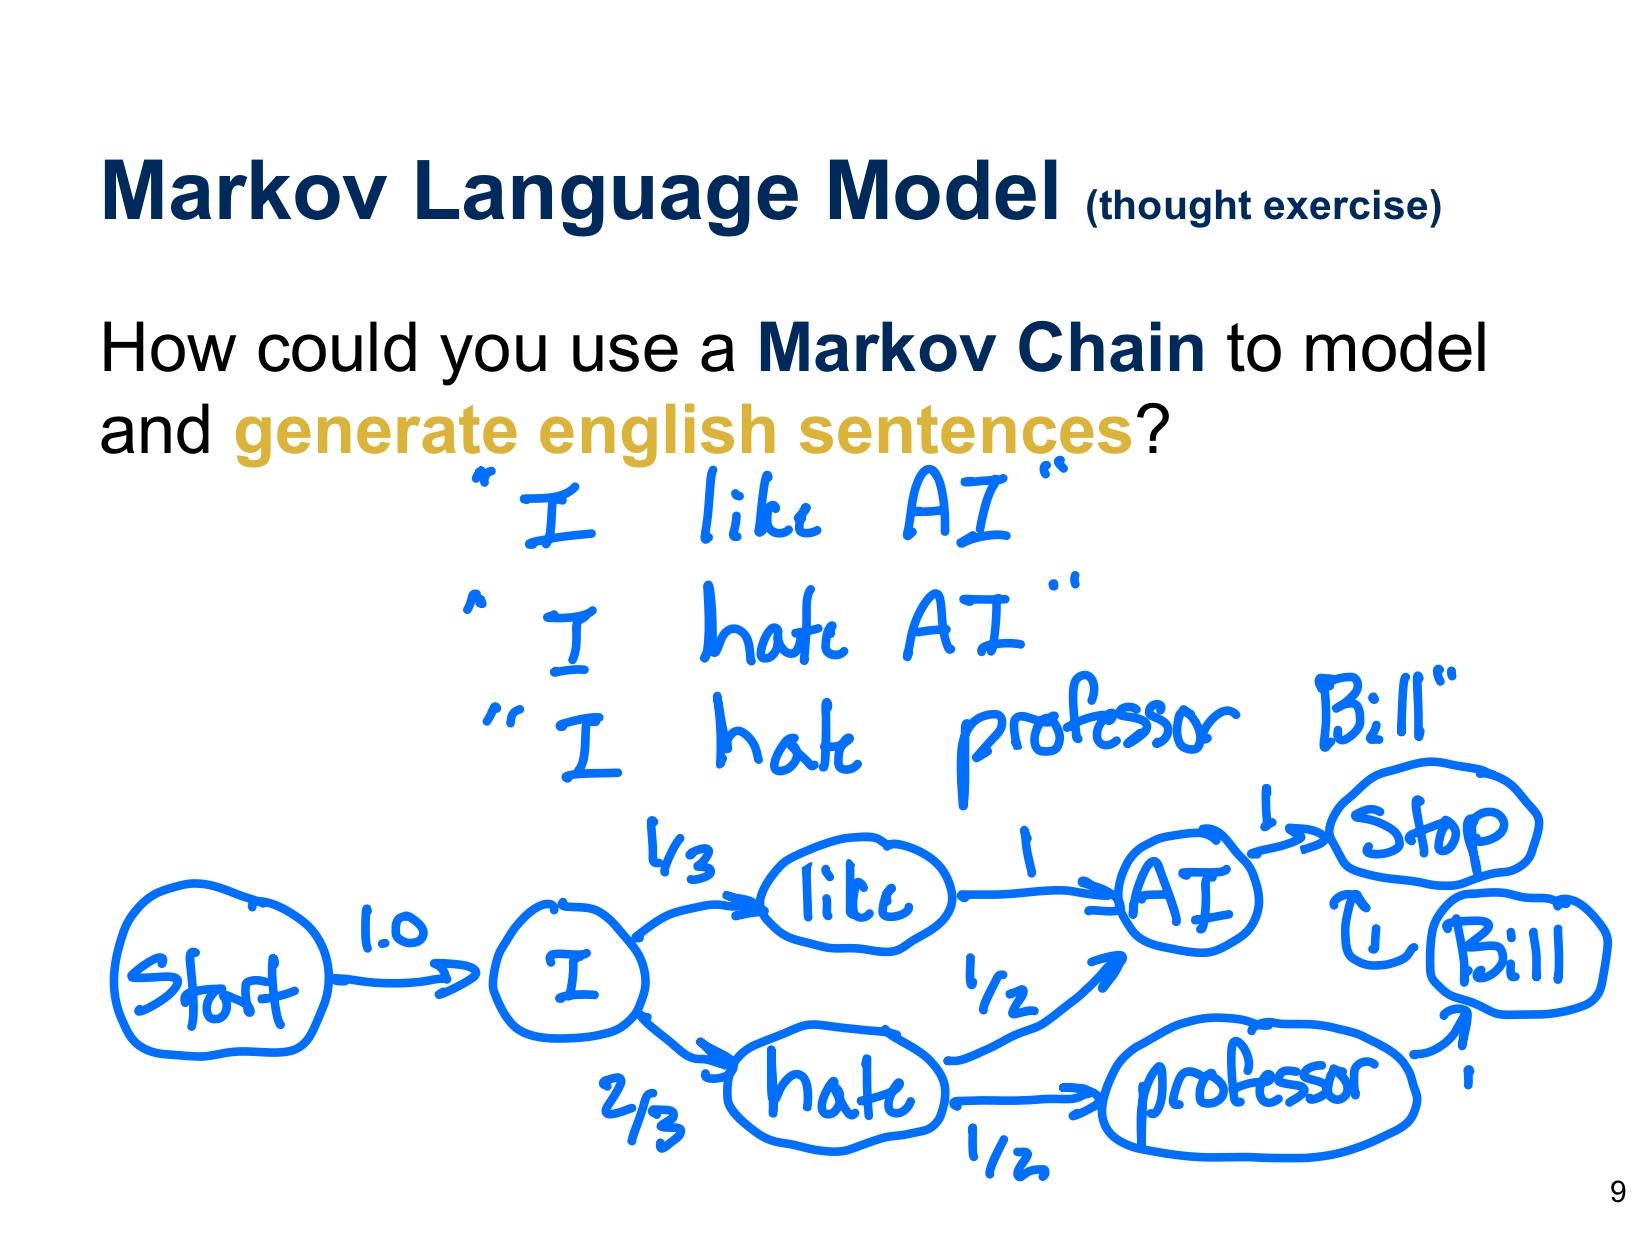 Markov Language Model (thought exercise)
How could you use a Markov Chain to model
and generate english sentences?
"I like AI"
"I hate AI"
"I hate professor Bill"
Start
1.0
I
1/3
like
1
AI
1
Stop
2/3
hate
1/2
1/2
professor
1
Bill
1
9